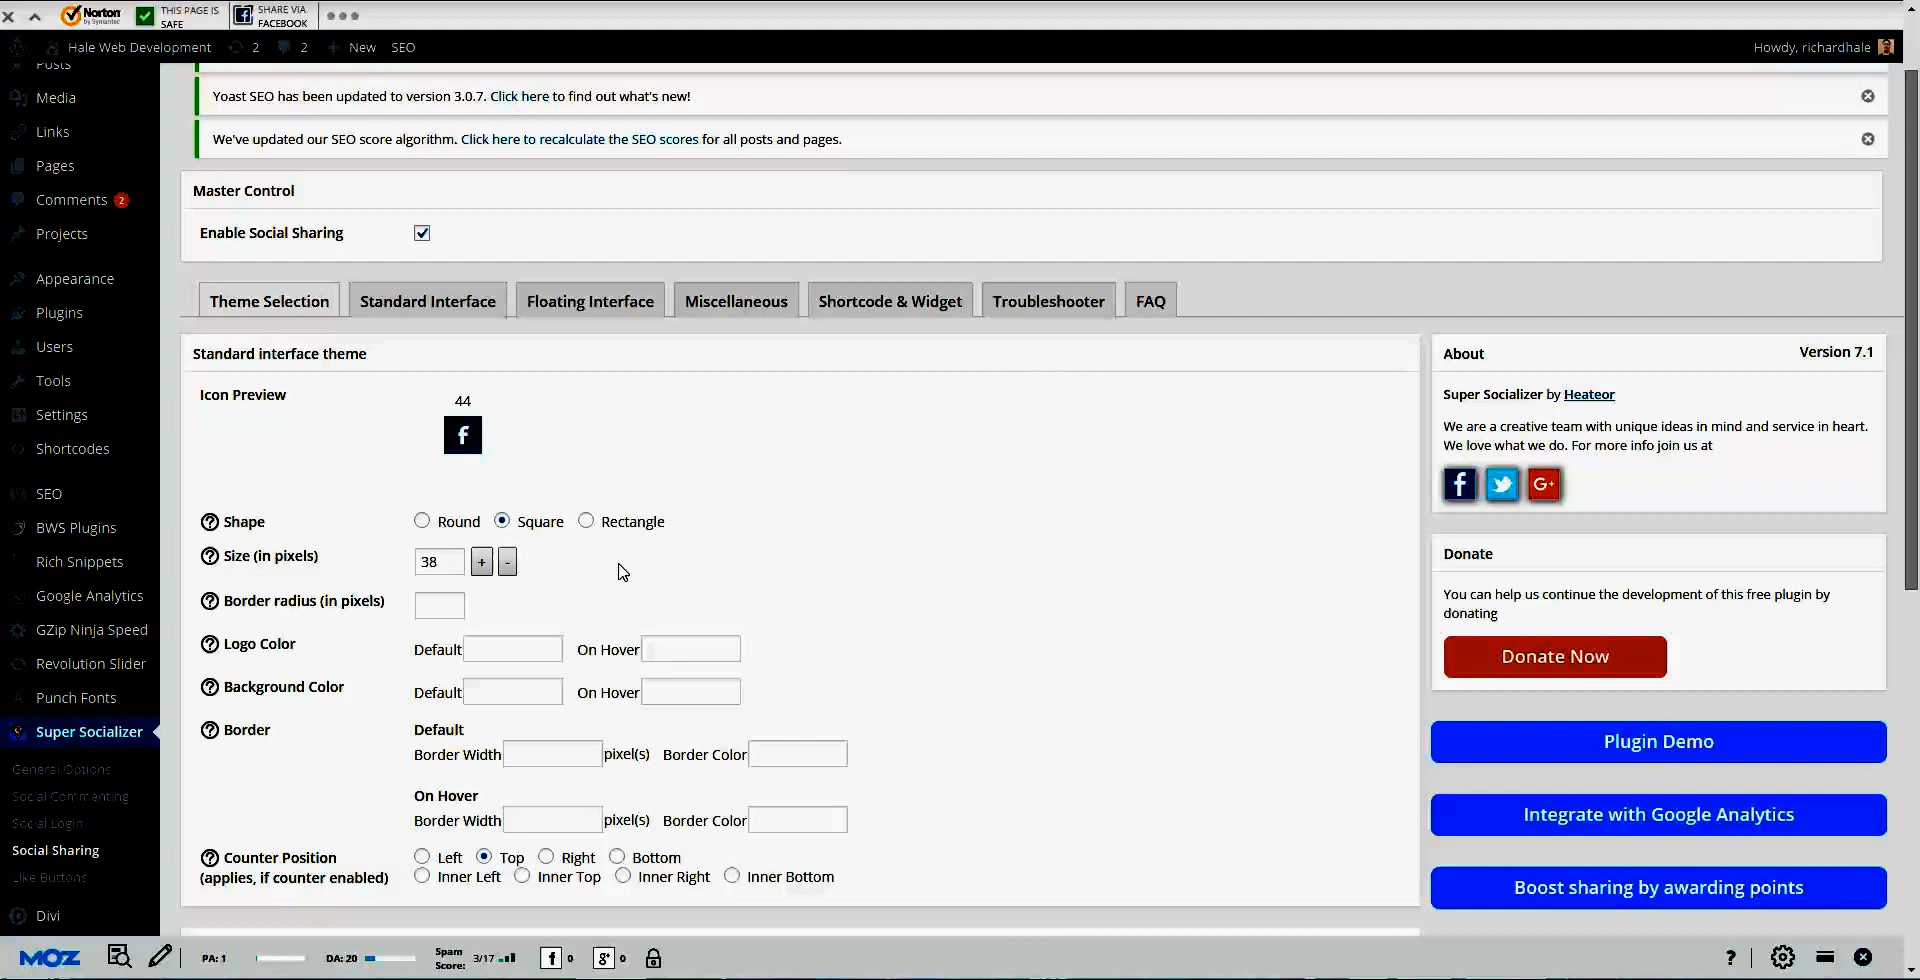 Norton
by Symantec
THIS PAGE IS
SAFE
SHARE VIA
FACEBOOK
Hale Web Development 2 2 + New SEO
Howdy, richardhale
Posts
Media
Links
Pages
Comments 2
Projects
Appearance
Plugins
Users
Tools
Settings
Shortcodes
SEO
BWS Plugins
Rich Snippets
Google Analytics
GZip Ninja Speed
Revolution Slider
Punch Fonts
Super Socializer
General Options
Social Commenting
Social Login
Social Sharing
Like Buttons
Divi
Yoast SEO has been updated to version 3.0.7. Click here to find out what's new!
We've updated our SEO score algorithm. Click here to recalculate the SEO scores for all posts and pages.
Master Control
Enable Social Sharing
Theme Selection Standard Interface Floating Interface Miscellaneous Shortcode & Widget Troubleshooter FAQ
Standard interface theme
Icon Preview
44
f
? Shape Round Square Rectangle
? Size (in pixels) 38 + -
? Border radius (in pixels)
? Logo Color Default On Hover
? Background Color Default On Hover
? Border Default
Border Width pixel(s) Border Color
On Hover
Border Width pixel(s) Border Color
? Counter Position Left Top Right Bottom
(applies, if counter enabled) Inner Left Inner Top Inner Right Inner Bottom
About Version 7.1
Super Socializer by Heateor
We are a creative team with unique ideas in mind and service in heart.
We love what we do. For more info join us at
f G+
Donate
You can help us continue the development of this free plugin by
donating
Donate Now
Plugin Demo
Integrate with Google Analytics
Boost sharing by awarding points
MOZ PA: 1 DA: 20 Spam
Score: 3/17 f 0 g+ 0 ?